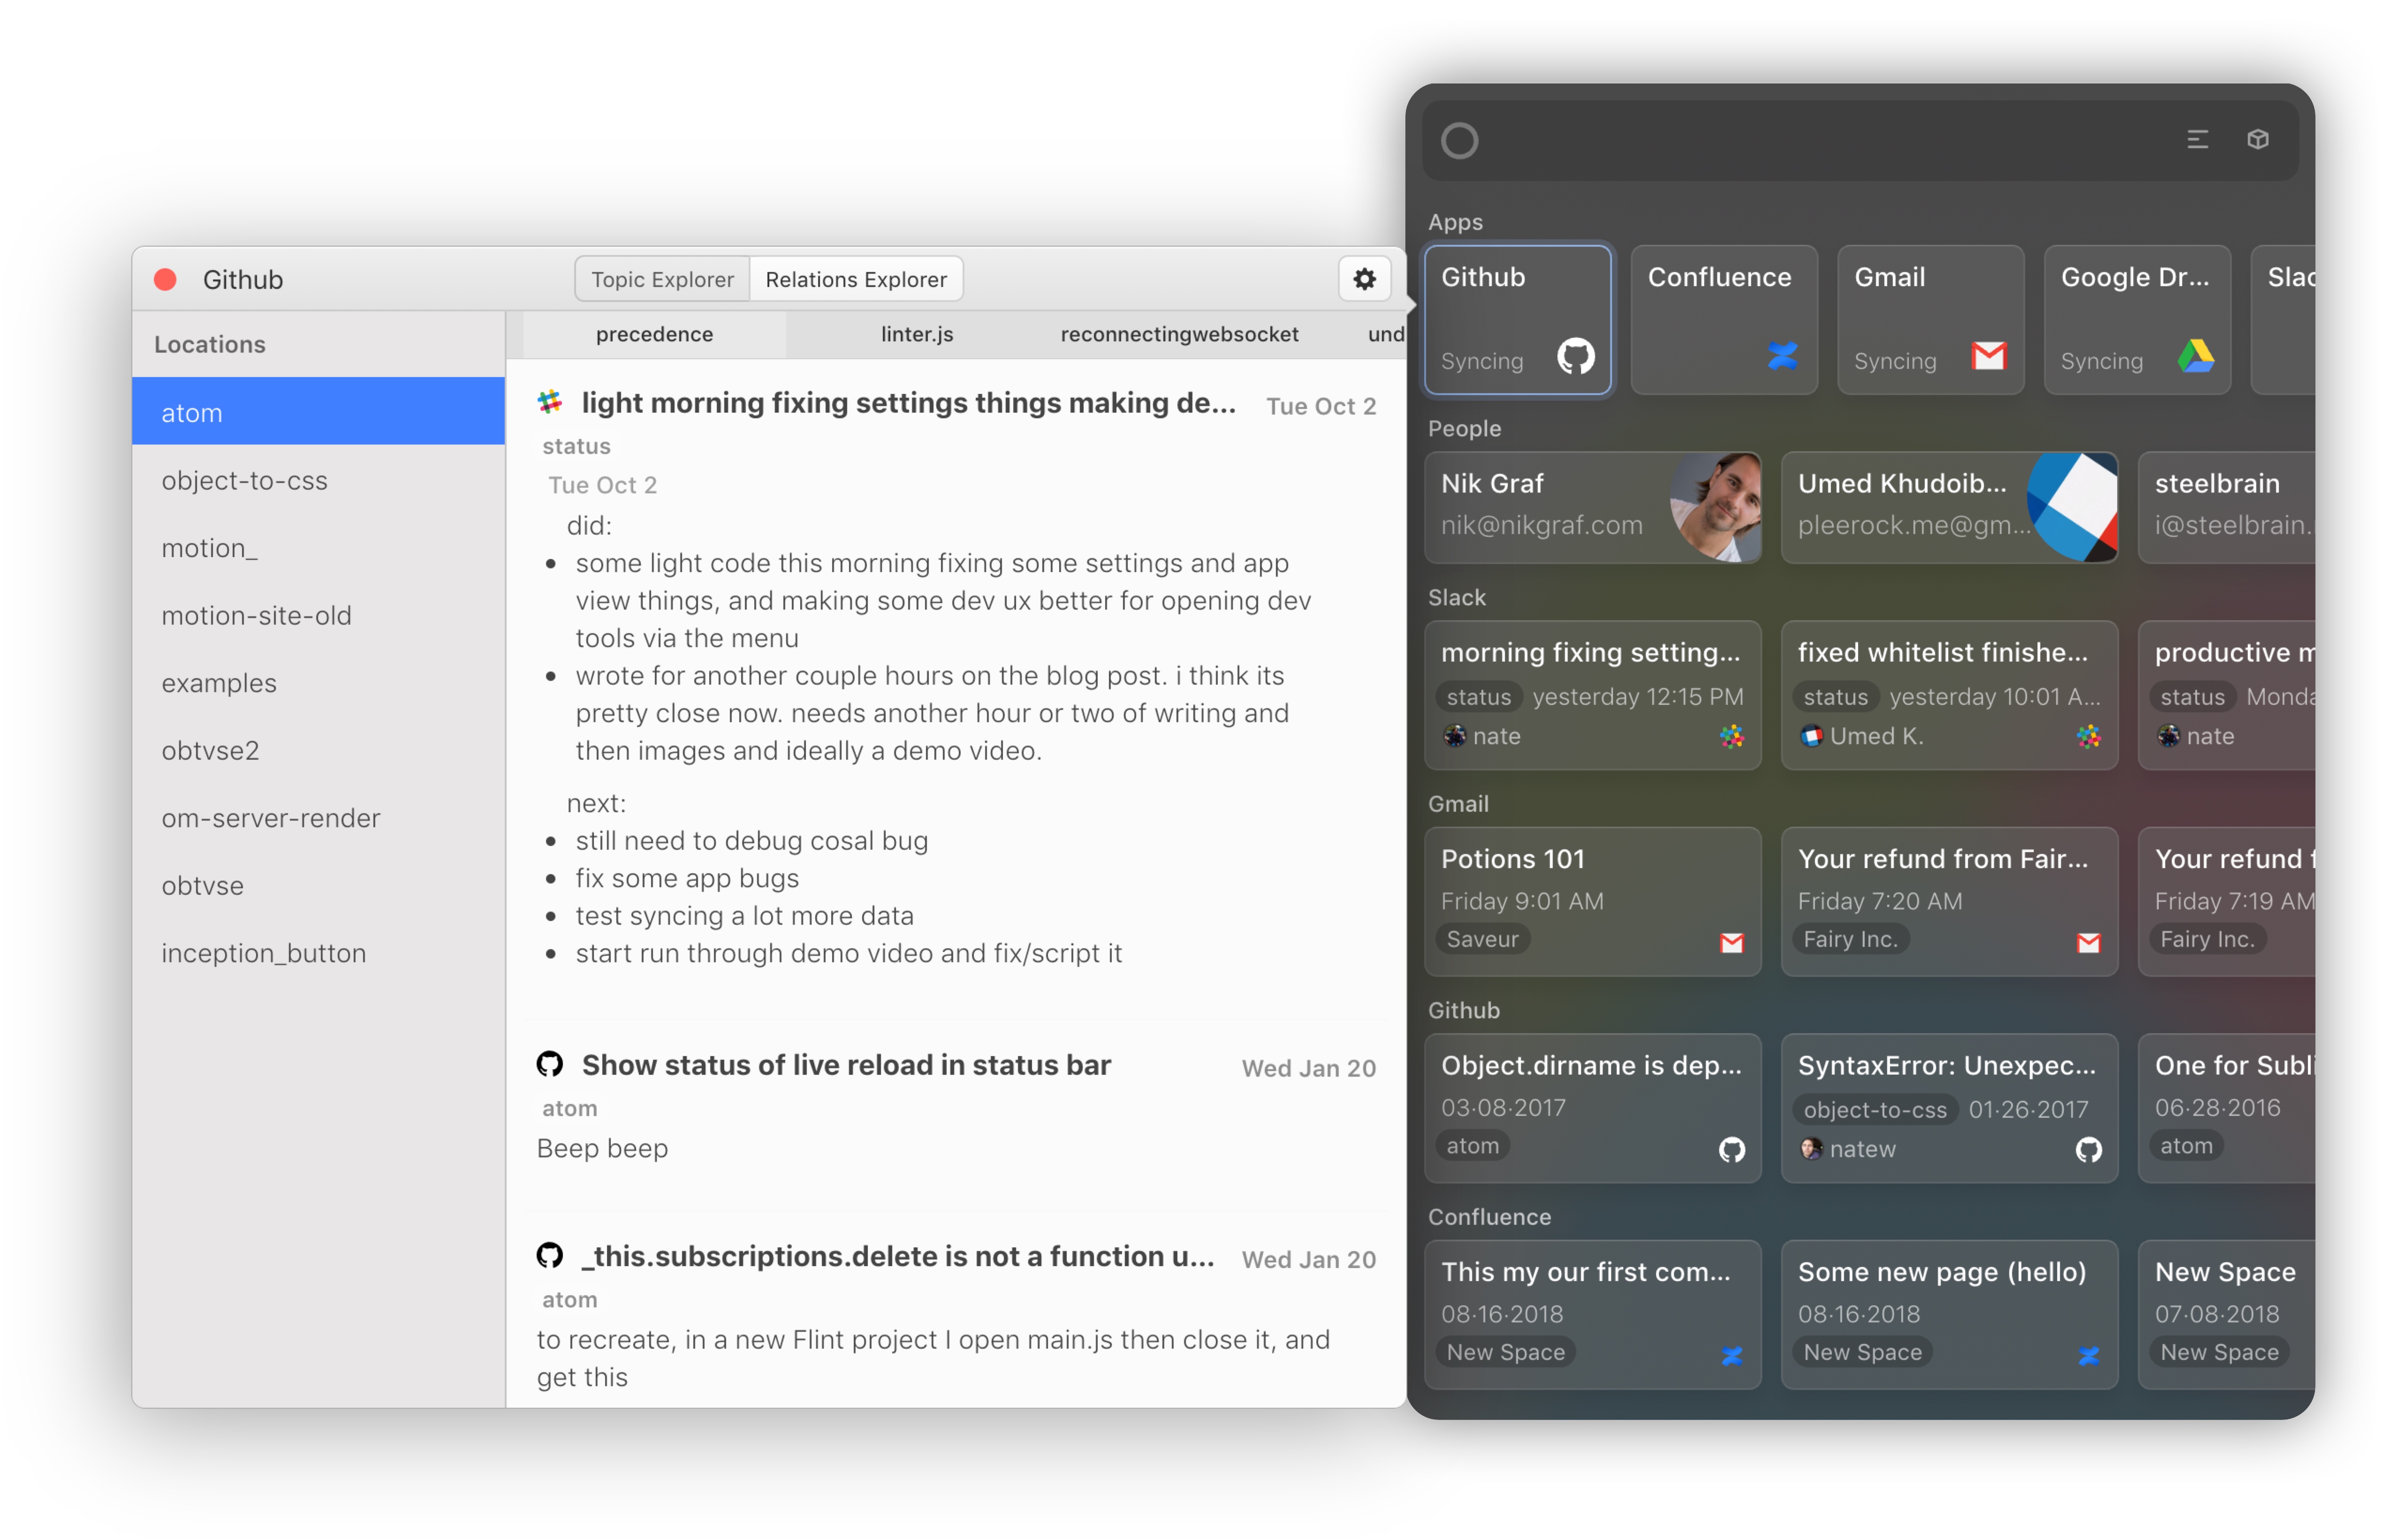 Github
Topic Explorer
Relations Explorer
Locations
atom
object-to-css
motion_
motion-site-old
examples
obtvse2
om-server-render
obtvse
inception_button
precedence
linter.js
reconnectingwebsocket
und
light morning fixing settings things making de...
Tue Oct 2
status
Tue Oct 2
did:
• some light code this morning fixing some settings and app
view things, and making some dev ux better for opening dev
tools via the menu
• wrote for another couple hours on the blog post. i think its
pretty close now. needs another hour or two of writing and
then images and ideally a demo video.
next:
• still need to debug cosal bug
• fix some app bugs
• test syncing a lot more data
• start run through demo video and fix/script it
Show status of live reload in status bar
Wed Jan 20
atom
Beep beep
_this.subscriptions.delete is not a function u...
Wed Jan 20
atom
to recreate, in a new Flint project I open main.js then close it, and
get this
Apps
Github
Syncing
Confluence
Gmail
Syncing
Google Dr...
Syncing
Slac
People
Nik Graf
nik@nikgraf.com
Umed Khudoib...
pleerock.me@gm...
steelbrain
i@steelbrain.
Slack
morning fixing setting...
status yesterday 12:15 PM
nate
fixed whitelist finishe...
status yesterday 10:01 A...
Umed K.
productive m
status Monda
nate
Gmail
Potions 101
Friday 9:01 AM
Saveur
Your refund from Fair...
Friday 7:20 AM
Fairy Inc.
Your refund f
Friday 7:19 AM
Fairy Inc.
Github
Object.dirname is dep...
03·08·2017
atom
SyntaxError: Unexpec...
object-to-css 01·26·2017
natew
One for Subli
06·28·2016
atom
Confluence
This my our first com...
08·16·2018
New Space
Some new page (hello)
08·16·2018
New Space
New Space
07·08·2018
New Space